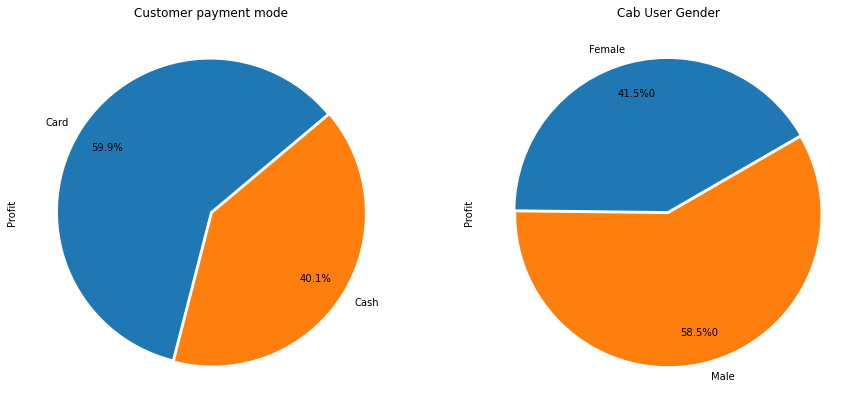 Customer payment mode
Card
59.9%
Profit
40.1%
Cash
Cab User Gender
Female
41.5%0
Profit
58.5%0
Male